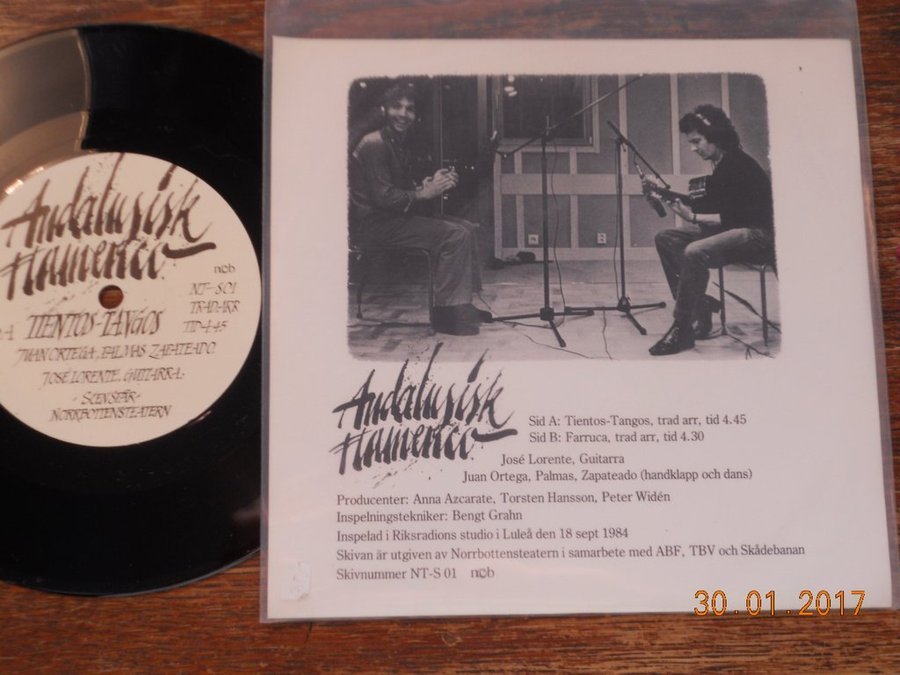 Andalusisk
flamenco
ncb
NT-S.01
TRAD ARR
TID 4.45
A TIENTOS-TANGOS
JUAN ORTEGA, PALMAS, ZAPATEADO.
JOSÉ LORENTE, GUITARRA.
SCENSPÅR
NORRBOTTENSTEATERN
Andalusisk
flamenco
Sid A: Tientos-Tangos, trad arr, tid 4.45
Sid B: Farruca, trad arr, tid 4.30
José Lorente, Guitarra
Juan Ortega, Palmas, Zapateado (handklapp och dans)
Producenter: Anna Azcarate, Torsten Hansson, Peter Widén
Inspelningstekniker: Bengt Grahn
Inspelad i Riksradions studio i Luleå den 18 sept 1984
Skivan är utgiven av Norrbottensteatern i samarbete med ABF, TBV och Skådebanan
Skivnummer NT-S 01 ncb
30.01.2017